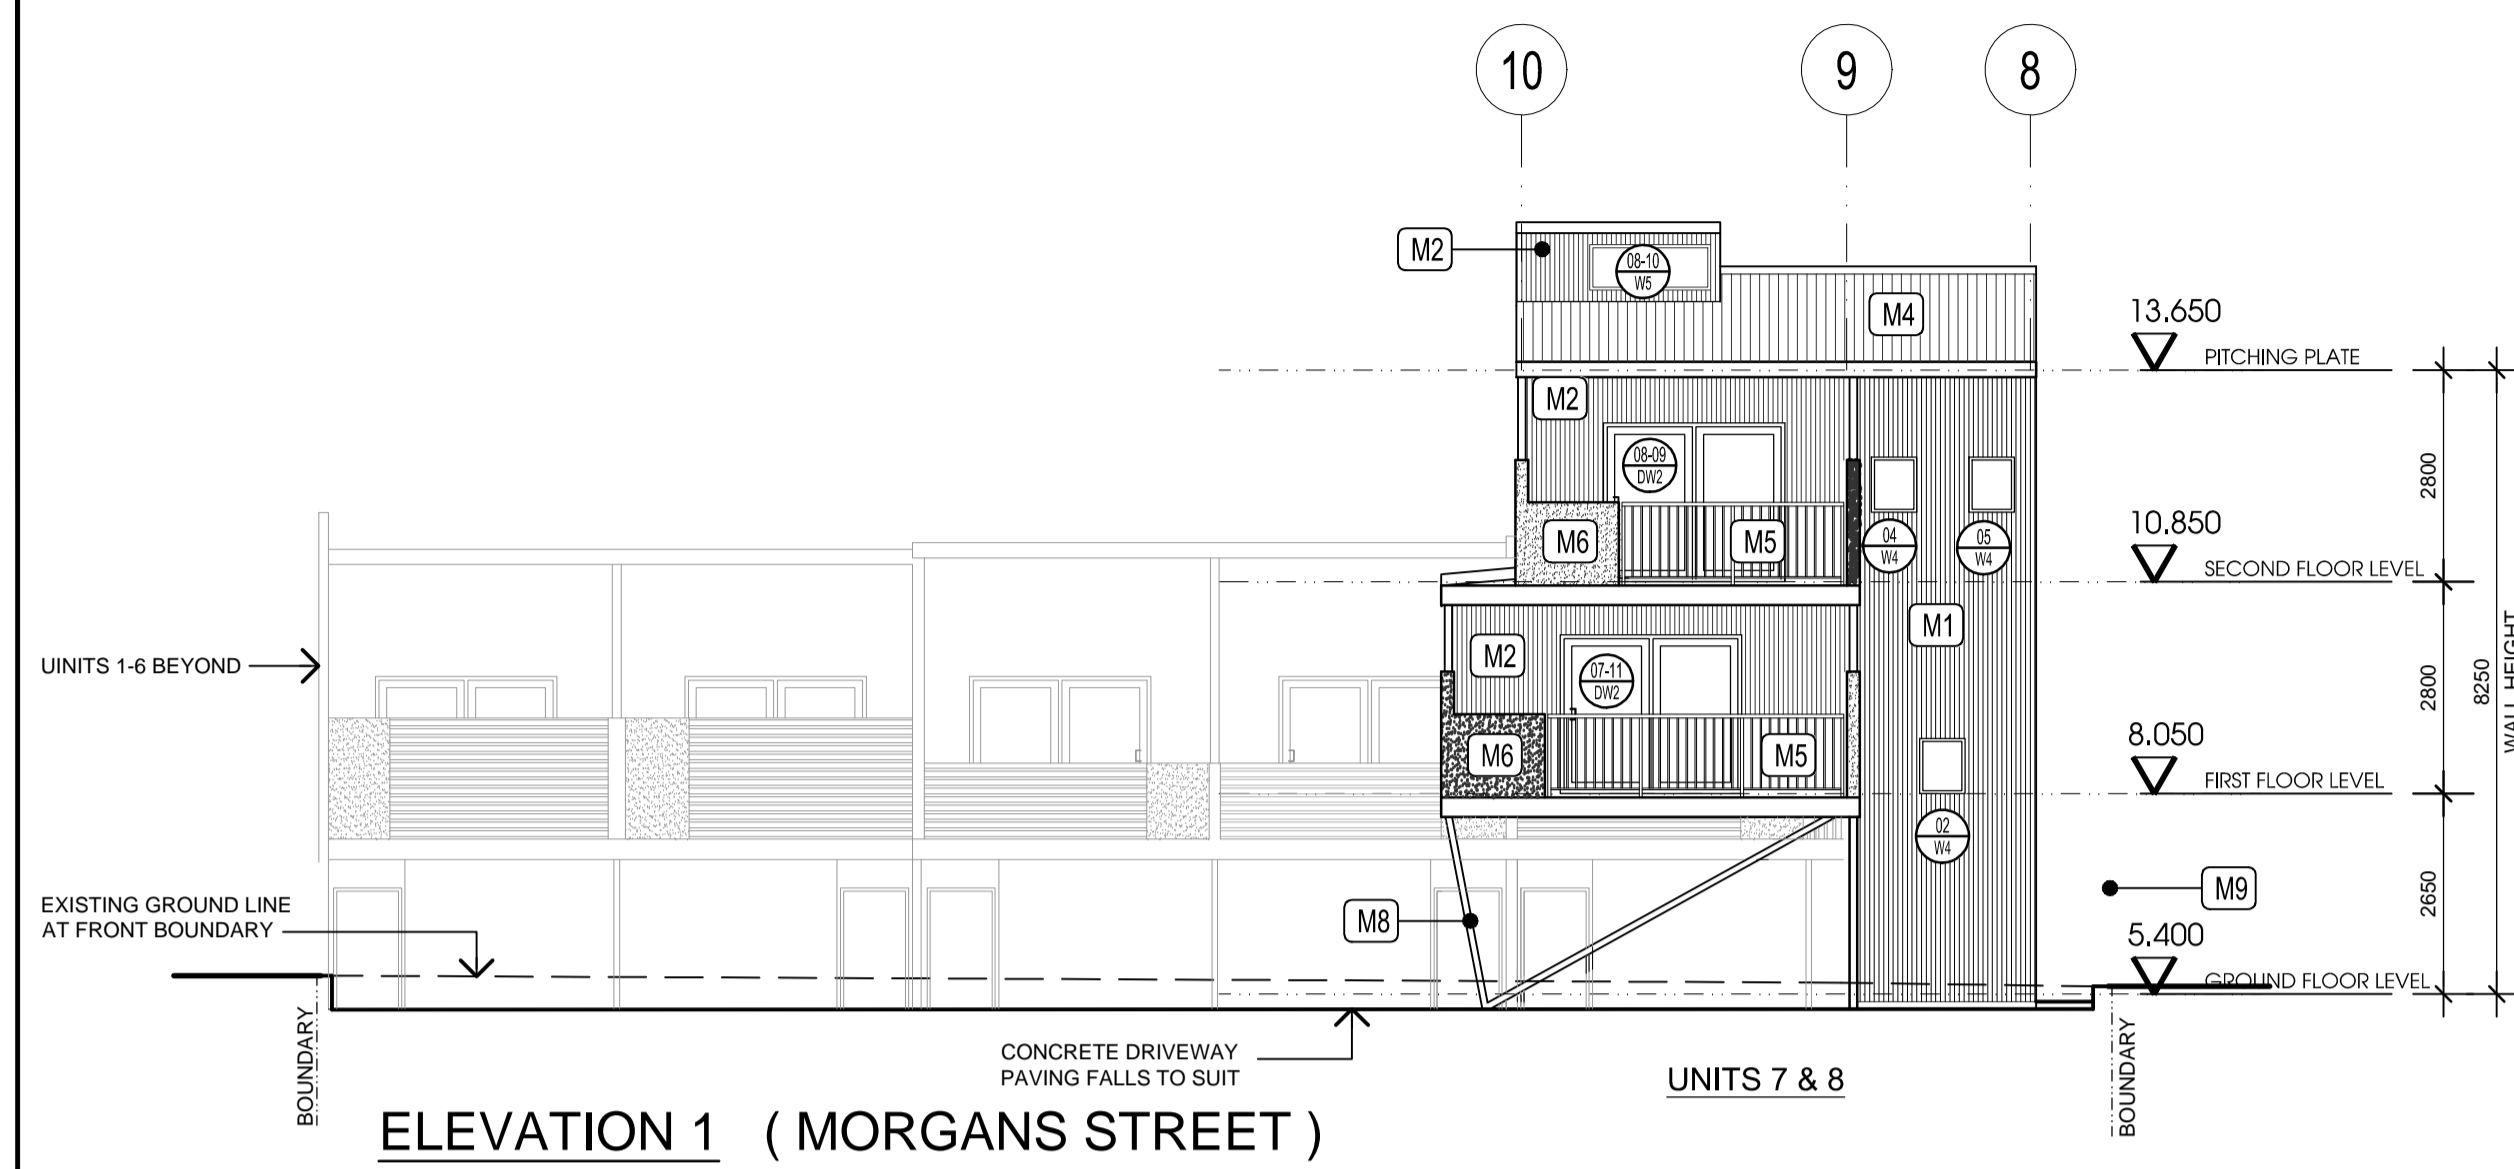 10
9
8
M2
08-10
W5
M4
13.650
PITCHING PLATE
M2
08-09
DW2
M6
M5
04
W4
05
W4
2800
10.850
SECOND FLOOR LEVEL
UINITS 1-6 BEYOND
M2
07-11
DW2
M1
2800
8250
WALL HEIGHT
M6
M5
8.050
FIRST FLOOR LEVEL
02
W4
EXISTING GROUND LINE
AT FRONT BOUNDARY
M8
M9
2650
5.400
GROUND FLOOR LEVEL
BOUNDARY
CONCRETE DRIVEWAY
PAVING FALLS TO SUIT
UNITS 7 & 8
BOUNDARY
ELEVATION 1 ( MORGANS STREET )